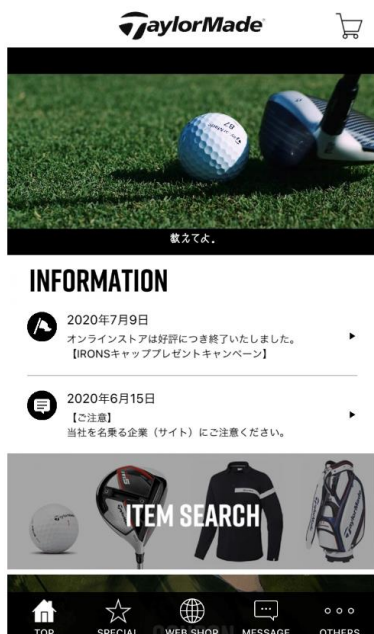 TaylorMade
教えてよ。
INFORMATION
2020年7月9日
オンラインストアは好評につき終了いたしました。
【IRONSキャッププレゼントキャンペーン】
2020年6月15日
【ご注意】
当社を名乗る企業（サイト）にご注意ください。
ITEM SEARCH
TOP
SPECIAL
WEB SHOP
MESSAGE
OTHERS